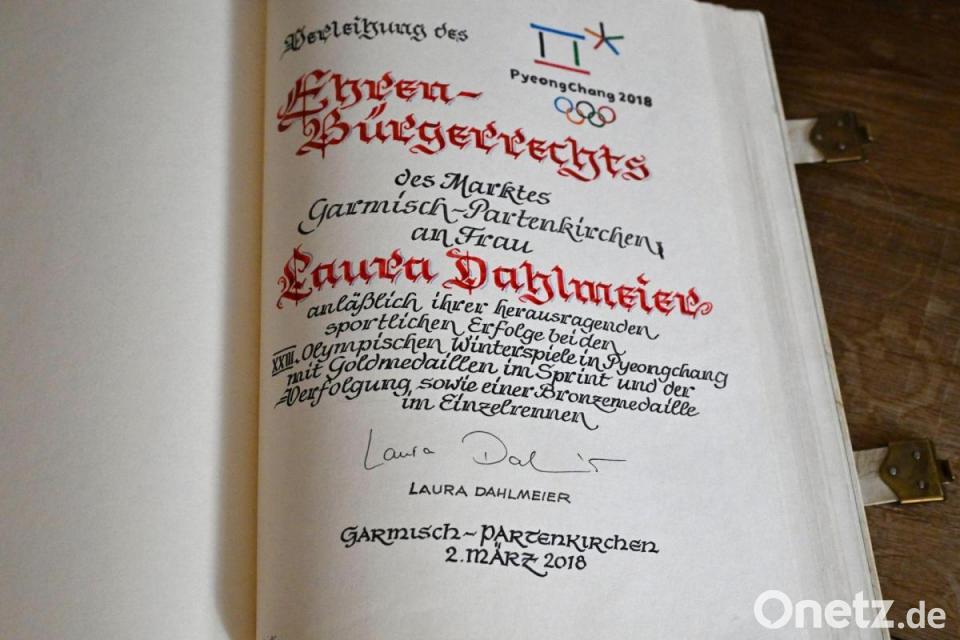 Verleihung des
PyeongChang 2018
Ehren-
Bürgerrechts
des Marktes
Garmisch-Partenkirchen
an Frau
Laura Dahlmeier
anläßlich ihrer herausragenden
sportlichen Erfolge bei den
XXIII. Olympischen Winterspiele in Pyeongchang
mit Goldmedaillen im Sprint und der
Verfolgung, sowie einer Bronzemedaille
im Einzelrennen
Laura Dahlmeier
LAURA DAHLMEIER
GARMISCH-PARTENKIRCHEN
2. MÄRZ 2018
Onetz.de